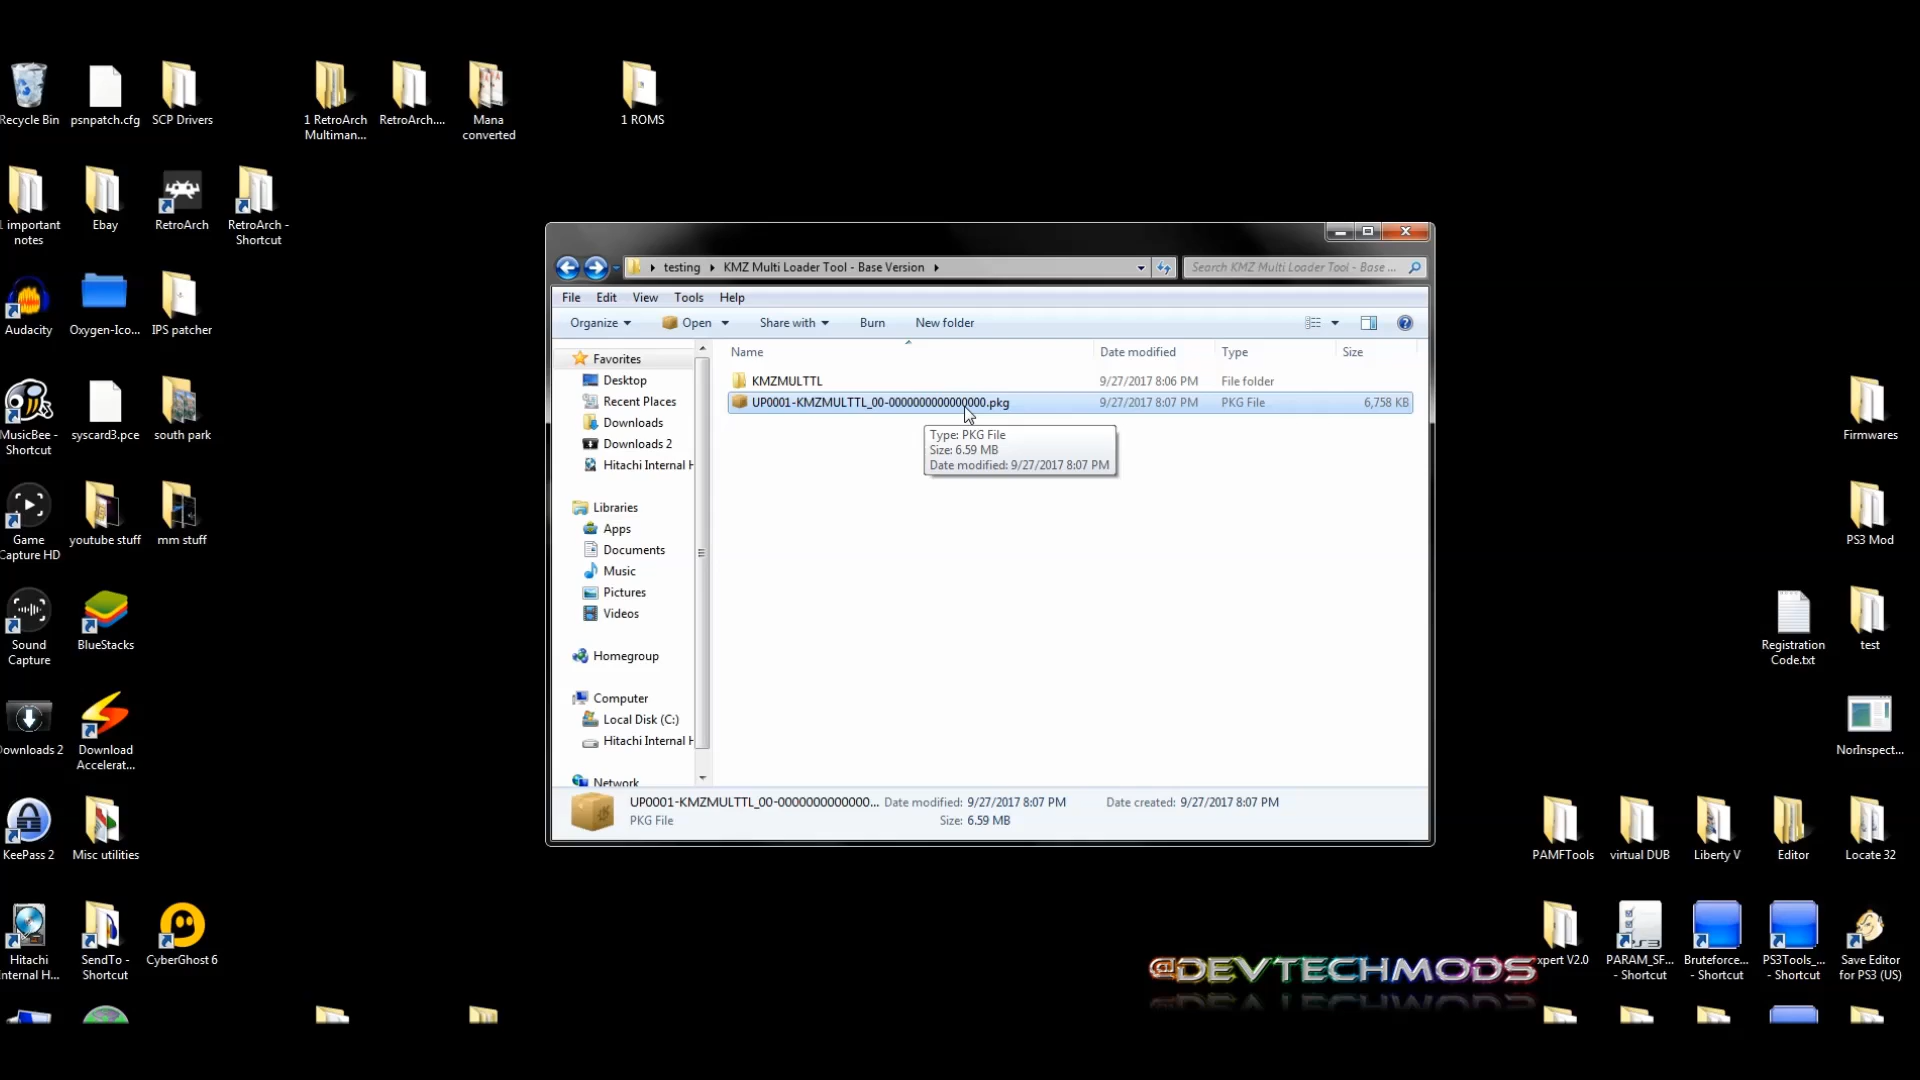 Recycle Bin
psnpatch.cfg
SCP Drivers
1 RetroArch
Multiman...
RetroArch....
Mana
converted
1 ROMS
important
notes
Ebay
RetroArch
RetroArch -
Shortcut
testing
KMZ Multi Loader Tool - Base Version
Search KMZ Multi Loader Tool - Base ...
File
Edit
View
Tools
Help
Organize
Open
Share with
Burn
New folder
Name
Date modified
Type
Size
KMZMULTTL
9/27/2017 8:06 PM
File folder
UP0001-KMZMULTTL_00-0000000000000000.pkg
9/27/2017 8:07 PM
PKG File
6,758 KB
Type: PKG File
Size: 6.59 MB
Date modified: 9/27/2017 8:07 PM
Favorites
Desktop
Recent Places
Downloads
Downloads 2
Hitachi Internal H
Libraries
Apps
Documents
Music
Pictures
Videos
Homegroup
Computer
Local Disk (C:)
Hitachi Internal H
Network
UP0001-KMZMULTTL_00-0000000000000...
Date modified: 9/27/2017 8:07 PM
Date created: 9/27/2017 8:07 PM
PKG File
Size: 6.59 MB
Audacity
Oxygen-Ico...
IPS patcher
MusicBee -
Shortcut
syscard3.pce
south park
Game
Capture HD
youtube stuff
mm stuff
Sound
Capture
BlueStacks
ownloads 2
Download
Accelerat...
KeePass 2
Misc utilities
Hitachi
nternal H...
SendTo -
Shortcut
CyberGhost 6
Firmwares
PS3 Mod
Registration
Code.txt
test
NorInspect...
PAMFTools
virtual DUB
Liberty V
Editor
Locate 32
xpert V2.0
PARAM_SF...
- Shortcut
Bruteforce...
- Shortcut
PS3Tools_...
- Shortcut
Save Editor
for PS3 (US)
@DEVTECHMODS